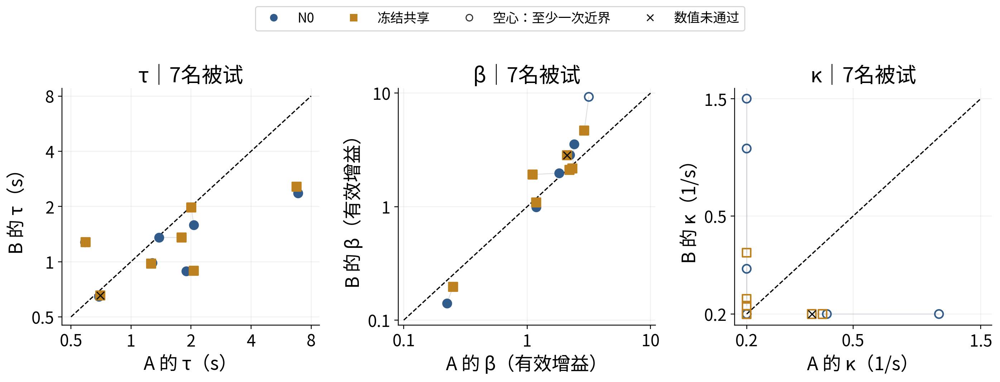 N0 冻结共享 空心：至少一次近界 数值未通过
τ｜7名被试
8
4
2
1
0.5
0.5 1 2 4 8
B 的 τ（s）
A 的 τ（s）
β｜7名被试
10
1
0.1
0.1 1 10
B 的 β（有效增益）
A 的 β（有效增益）
κ｜7名被试
1.5
0.5
0.2
0.2 0.5 1.5
B 的 κ（1/s）
A 的 κ（1/s）